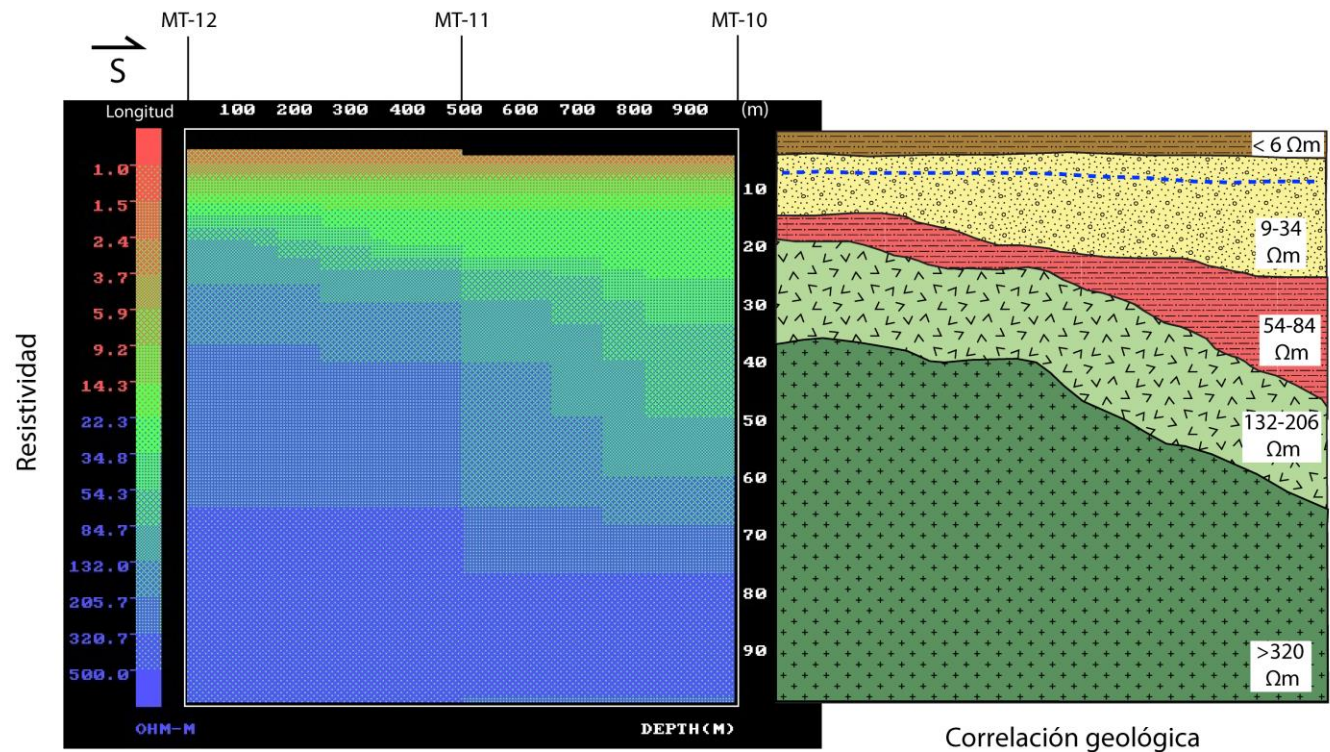 MT-12 MT-11 MT-10
S
Longitud 100 200 300 400 500 600 700 800 900 (m)
Resistividad
1.0
1.5
2.4
3.7
5.9
9.2
14.3
22.3
34.8
54.3
84.7
132.0
205.7
320.7
500.0
OHM-M
10
20
30
40
50
60
70
80
90
DEPTH(M)
< 6 Ωm
9-34
Ωm
54-84
Ωm
132-206
Ωm
>320
Ωm
Correlación geológica